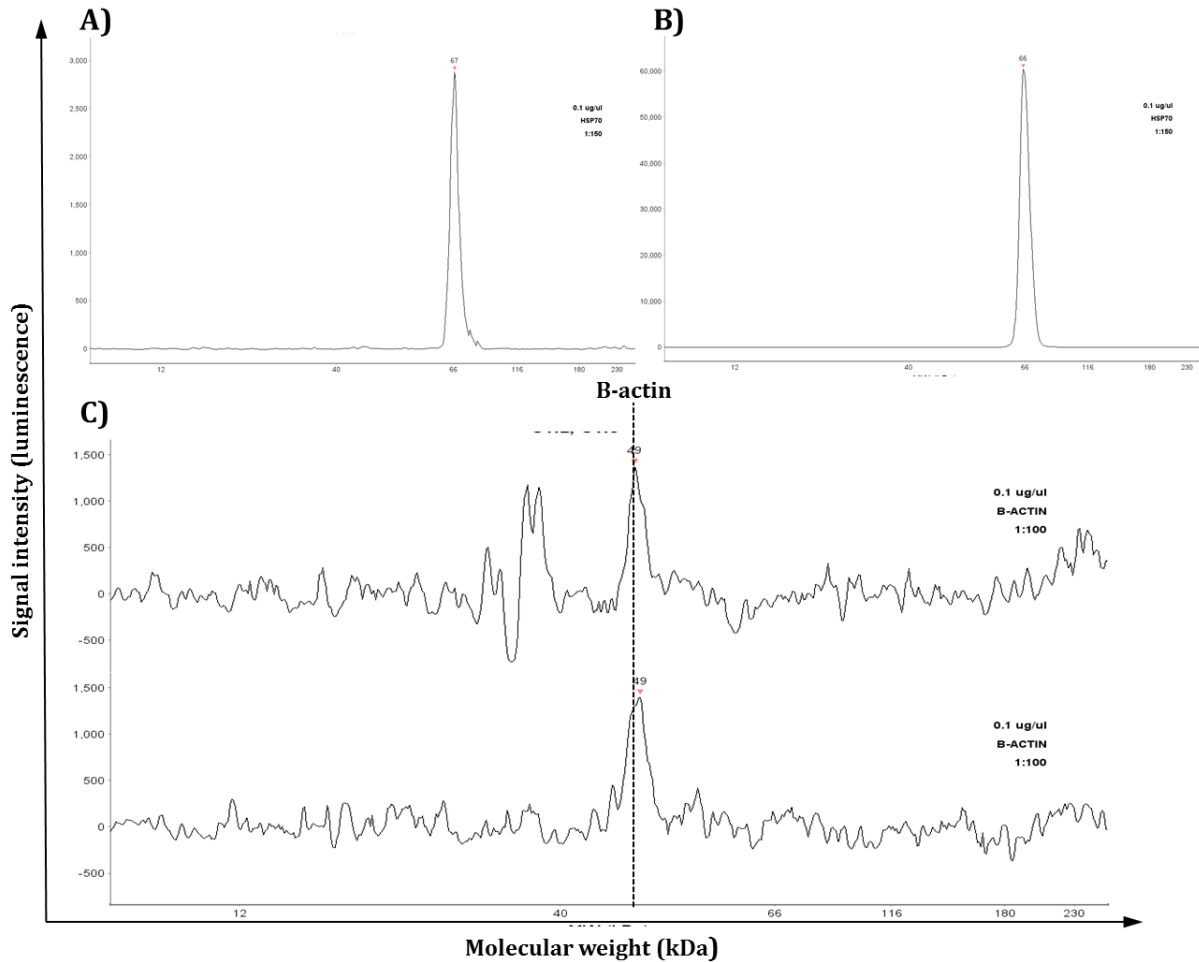 A)
3,000
2,500
2,000
1,500
1,000
500
0
67
0.1 ug/ul
HSP70
1:150
12 40 66 116 180 230
B)
60,000
50,000
40,000
30,000
20,000
10,000
0
66
0.1 ug/ul
HSP70
1:150
12 40 66 116 180 230
B-actin
C)
1,500
1,000
500
0
-500
49
0.1 ug/ul
B-ACTIN
1:100
1,500
1,000
500
0
-500
49
0.1 ug/ul
B-ACTIN
1:100
12 40 66 116 180 230
Molecular weight (kDa)
Signal intensity (luminescence)